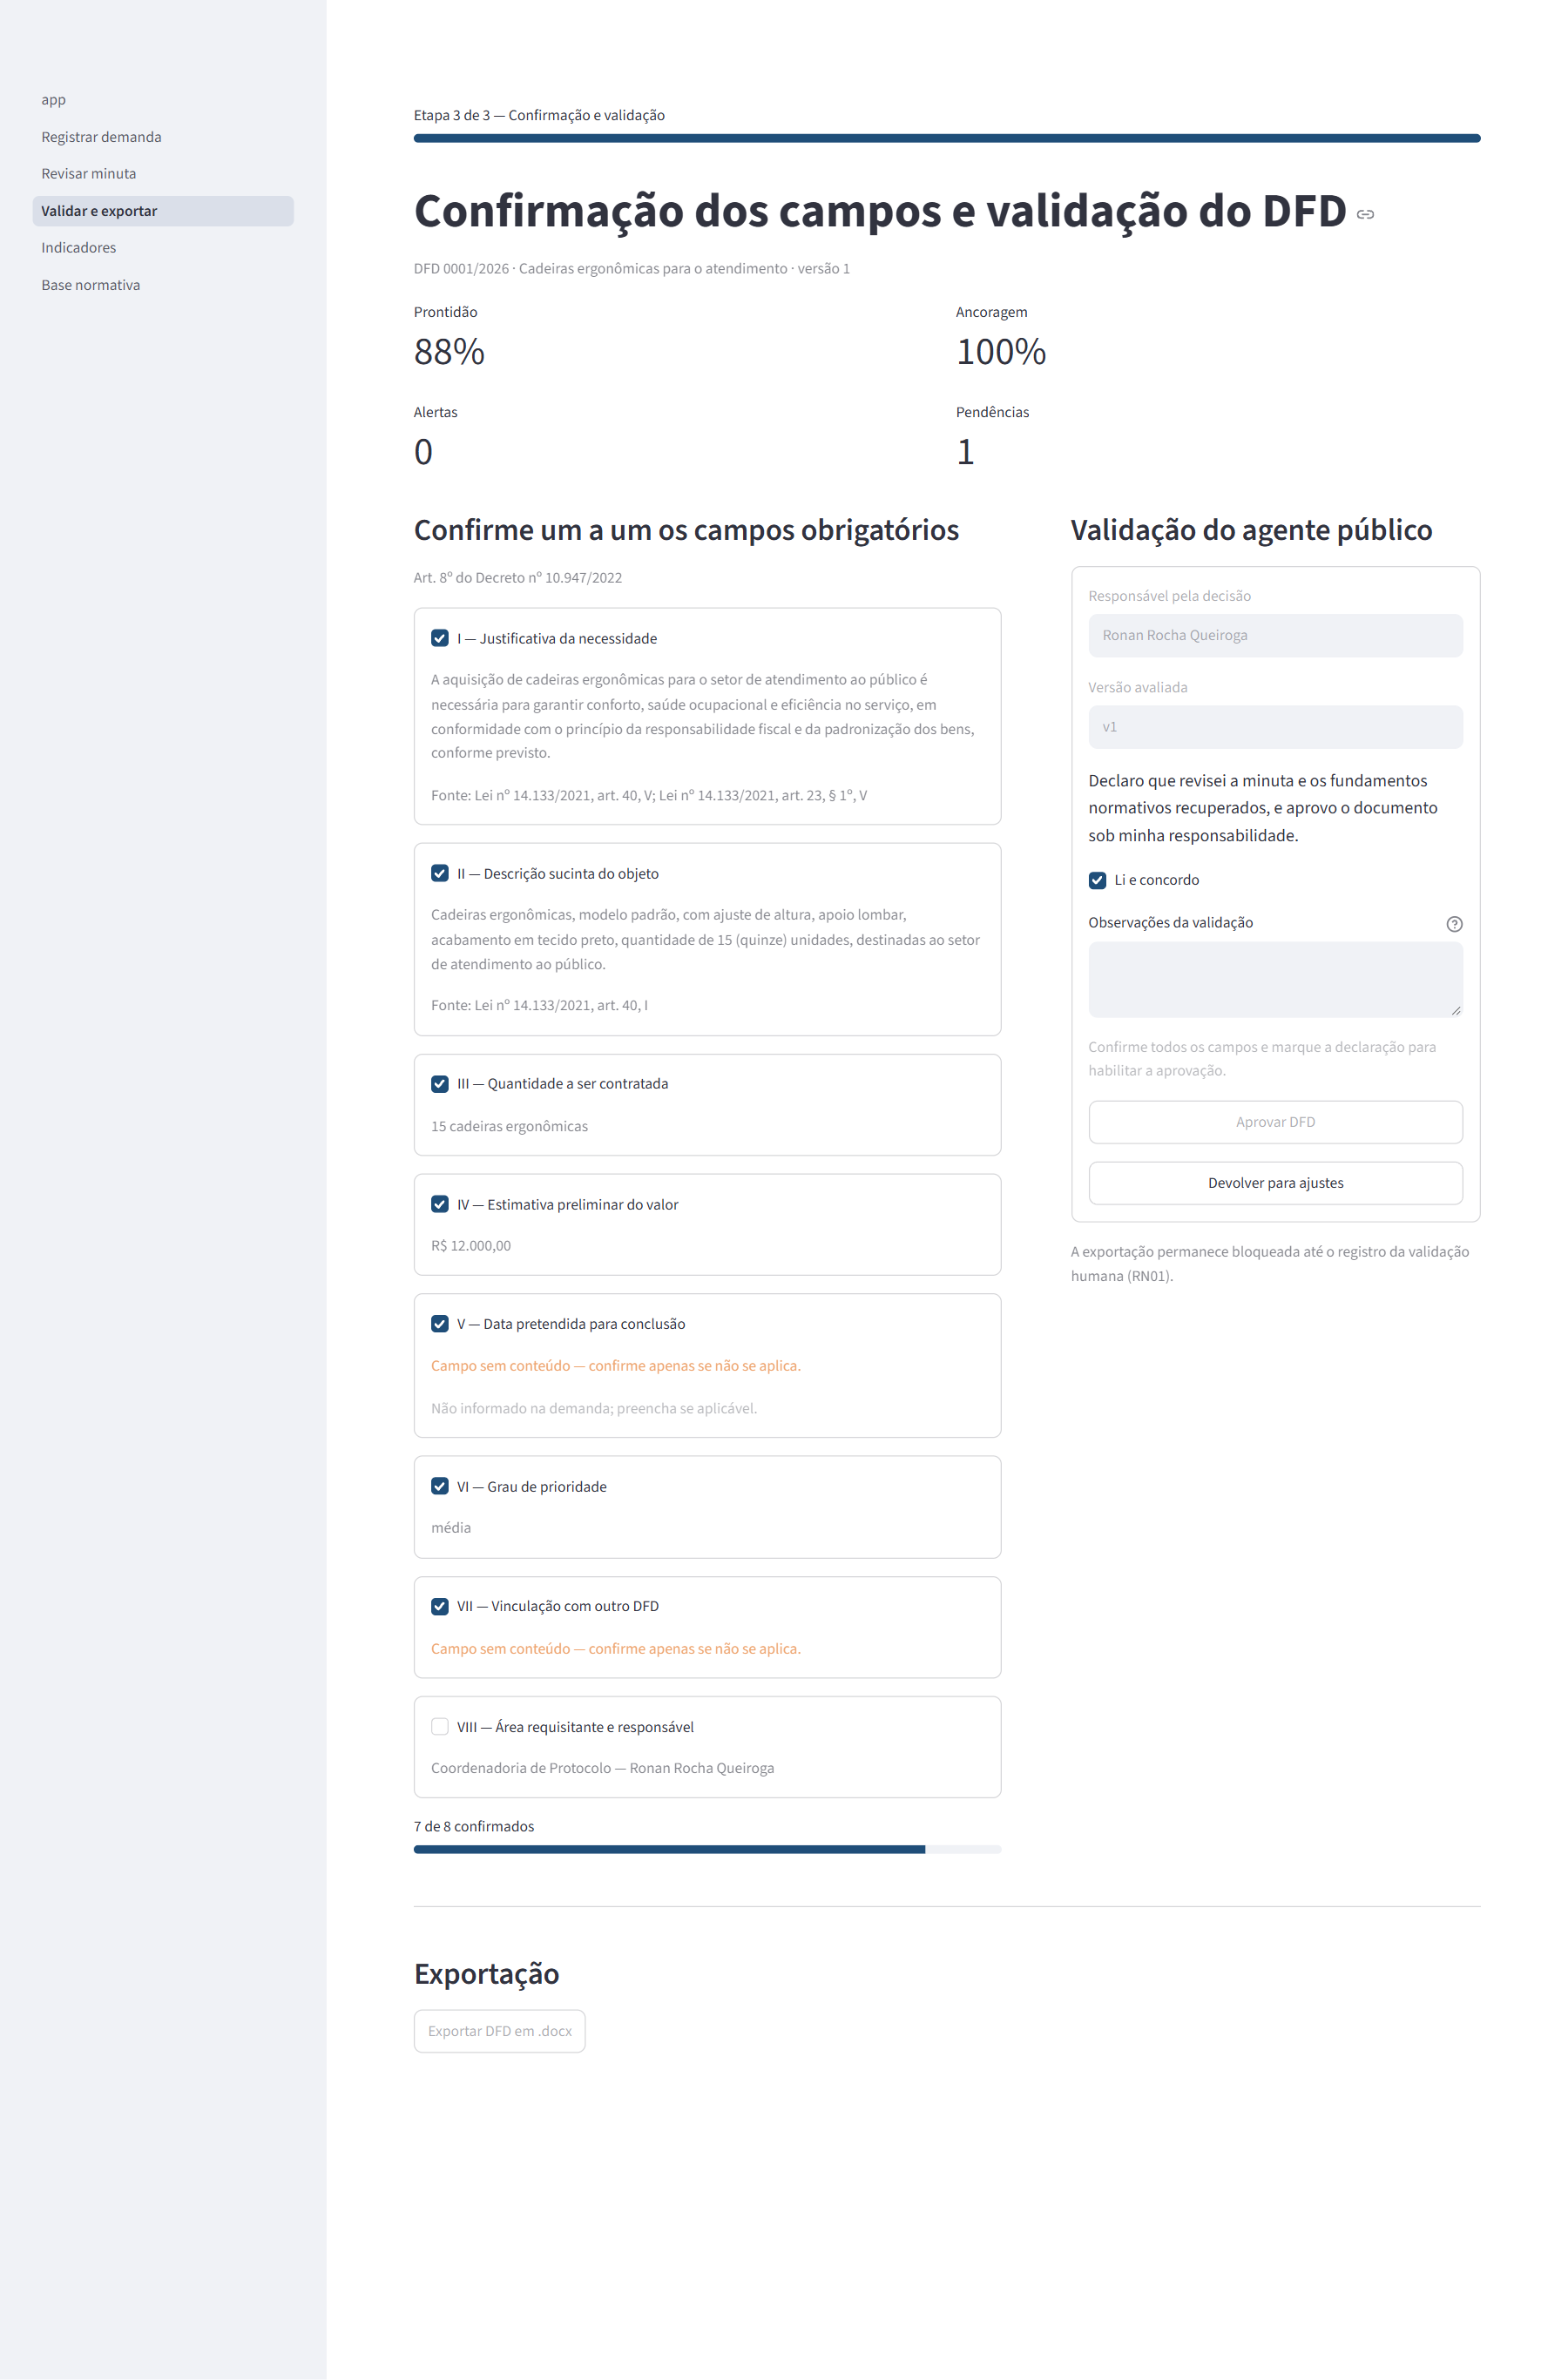 app
Registrar demanda
Revisar minuta
Validar e exportar
Indicadores
Base normativa
Etapa 3 de 3 — Confirmação e validação
Confirmação dos campos e validação do DFD
DFD 0001/2026 · Cadeiras ergonômicas para o atendimento · versão 1
Prontidão
88%
Ancoragem
100%
Alertas
0
Pendências
1
Confirme um a um os campos obrigatórios
Art. 8º do Decreto nº 10.947/2022
I — Justificativa da necessidade
A aquisição de cadeiras ergonômicas para o setor de atendimento ao público é
necessária para garantir conforto, saúde ocupacional e eficiência no serviço, em
conformidade com o princípio da responsabilidade fiscal e da padronização dos bens,
conforme previsto.
Fonte: Lei nº 14.133/2021, art. 40, V; Lei nº 14.133/2021, art. 23, § 1º, V
II — Descrição sucinta do objeto
Cadeiras ergonômicas, modelo padrão, com ajuste de altura, apoio lombar,
acabamento em tecido preto, quantidade de 15 (quinze) unidades, destinadas ao setor
de atendimento ao público.
Fonte: Lei nº 14.133/2021, art. 40, I
III — Quantidade a ser contratada
15 cadeiras ergonômicas
IV — Estimativa preliminar do valor
R$ 12.000,00
V — Data pretendida para conclusão
Campo sem conteúdo — confirme apenas se não se aplica.
Não informado na demanda; preencha se aplicável.
VI — Grau de prioridade
média
VII — Vinculação com outro DFD
Campo sem conteúdo — confirme apenas se não se aplica.
VIII — Área requisitante e responsável
Coordenadoria de Protocolo — Ronan Rocha Queiroga
7 de 8 confirmados
Validação do agente público
Responsável pela decisão
Ronan Rocha Queiroga
Versão avaliada
v1
Declaro que revisei a minuta e os fundamentos
normativos recuperados, e aprovo o documento
sob minha responsabilidade.
Li e concordo
Observações da validação
Confirme todos os campos e marque a declaração para
habilitar a aprovação.
Aprovar DFD
Devolver para ajustes
A exportação permanece bloqueada até o registro da validação
humana (RN01).
Exportação
Exportar DFD em .docx